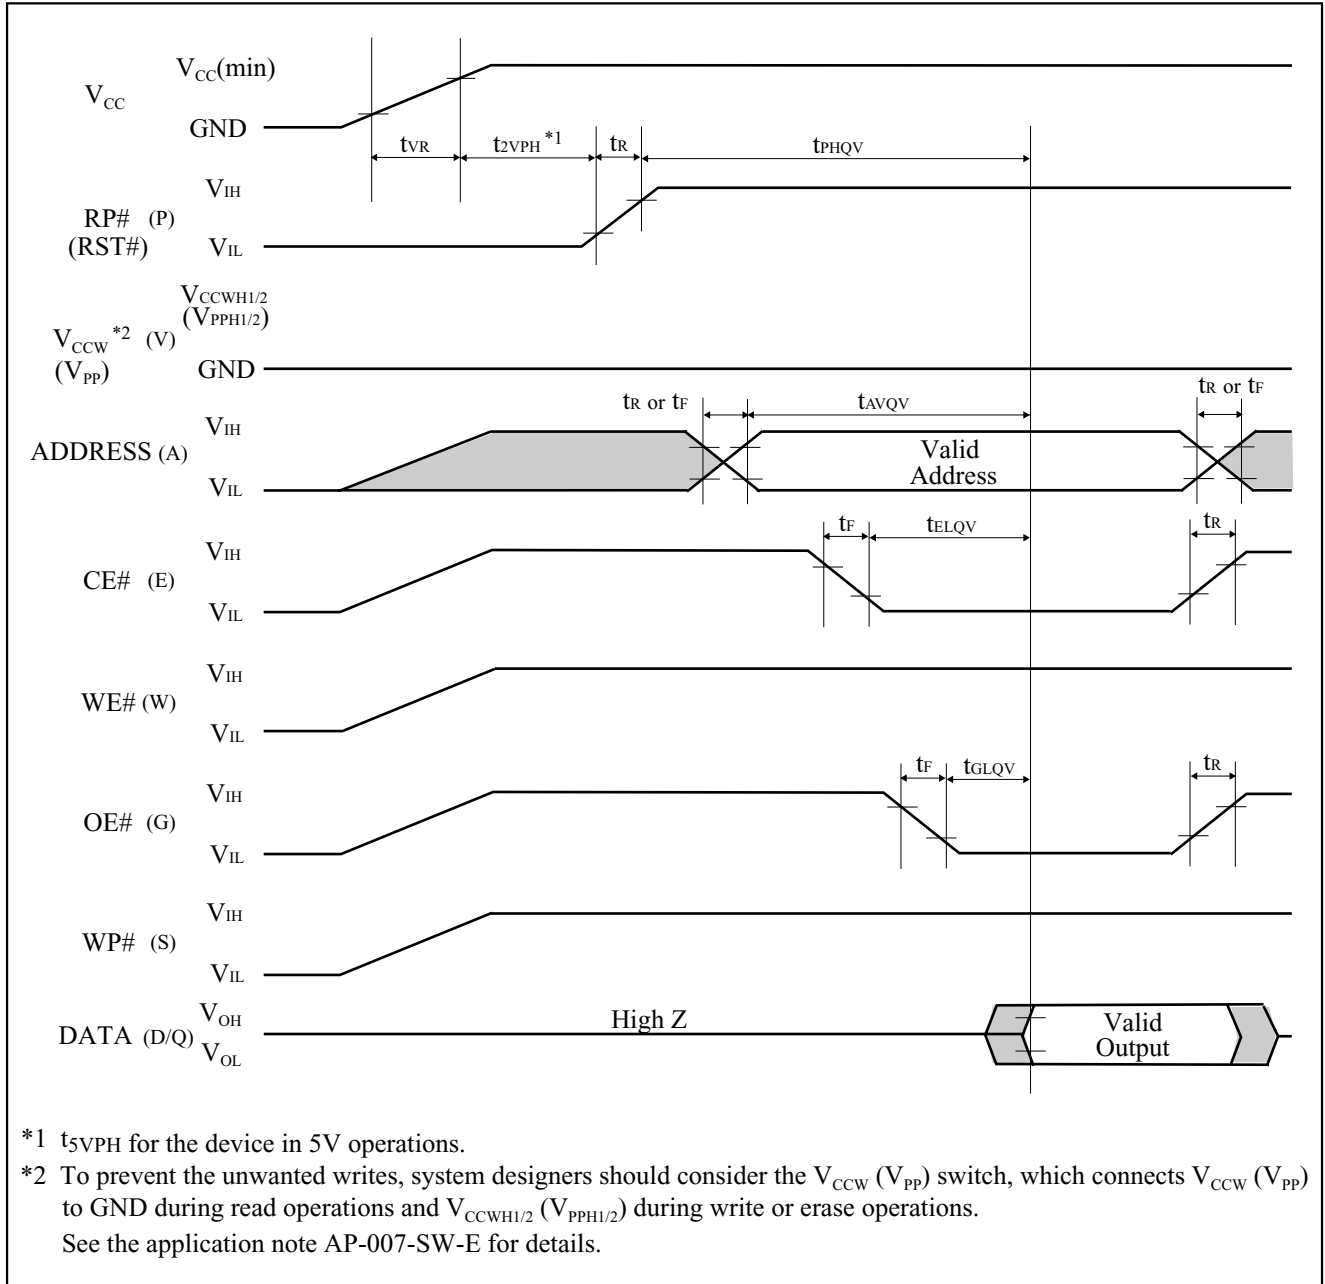 VCC(min)
VCC
GND
tVR
t2VPH *1
tR
tPHQV
VIH
RP# (P)
(RST#)
VIL
VCCWH1/2
(VPPH1/2)
VCCW *2 (V)
(VPP)
GND
tR or tF
tAVQV
tR or tF
VIH
ADDRESS (A)
Valid
Address
VIL
tF
tELQV
tR
VIH
CE# (E)
VIL
VIH
WE# (W)
VIL
tF
tGLQV
tR
VIH
OE# (G)
VIL
VIH
WP# (S)
VIL
VOH
High Z
Valid
Output
DATA (D/Q)
VOL
*1 t5VPH for the device in 5V operations.
*2 To prevent the unwanted writes, system designers should consider the VCCW (VPP) switch, which connects VCCW (VPP)
to GND during read operations and VCCWH1/2 (VPPH1/2) during write or erase operations.
See the application note AP-007-SW-E for details.